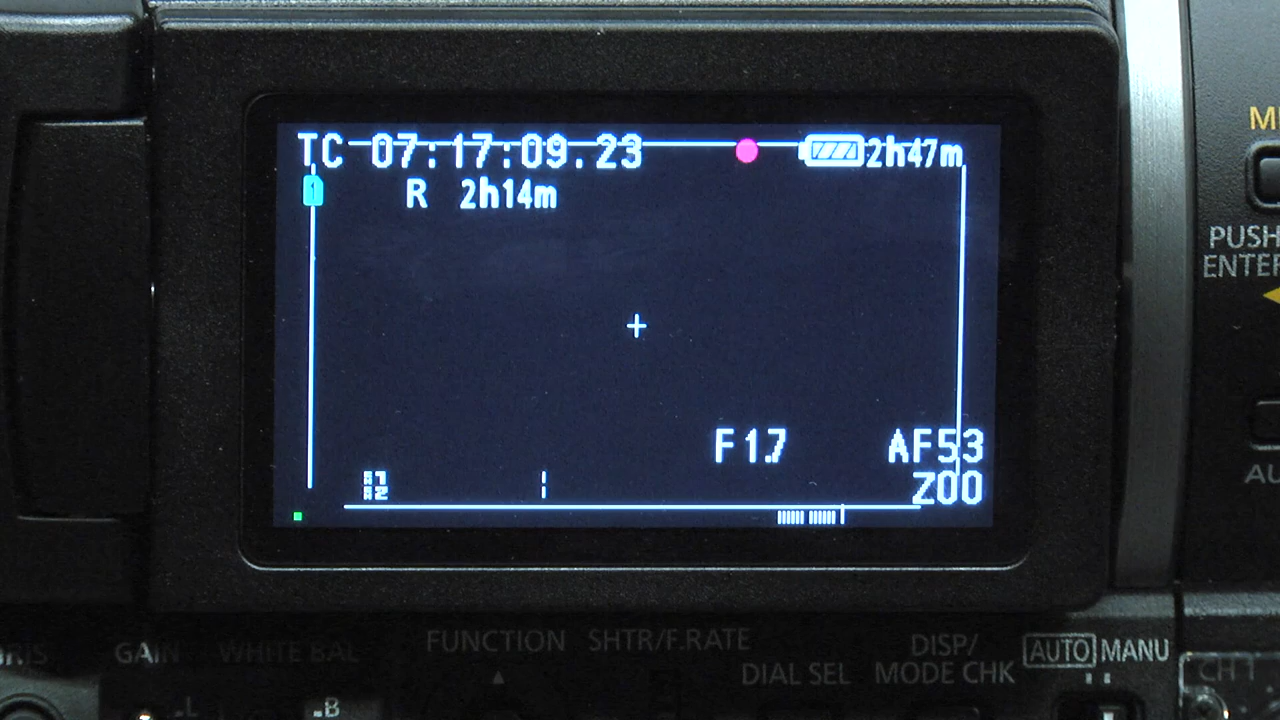 TC 07:17:09.23 2h47m
1 R 2h14m
+
F1.7 AF53
Z00
PUSH
ENTER
GAIN WHITE BAL FUNCTION SHTR/F.RATE DISP/ AUTO MANU
DIAL SEL MODE CHK
CH 1
.L .B